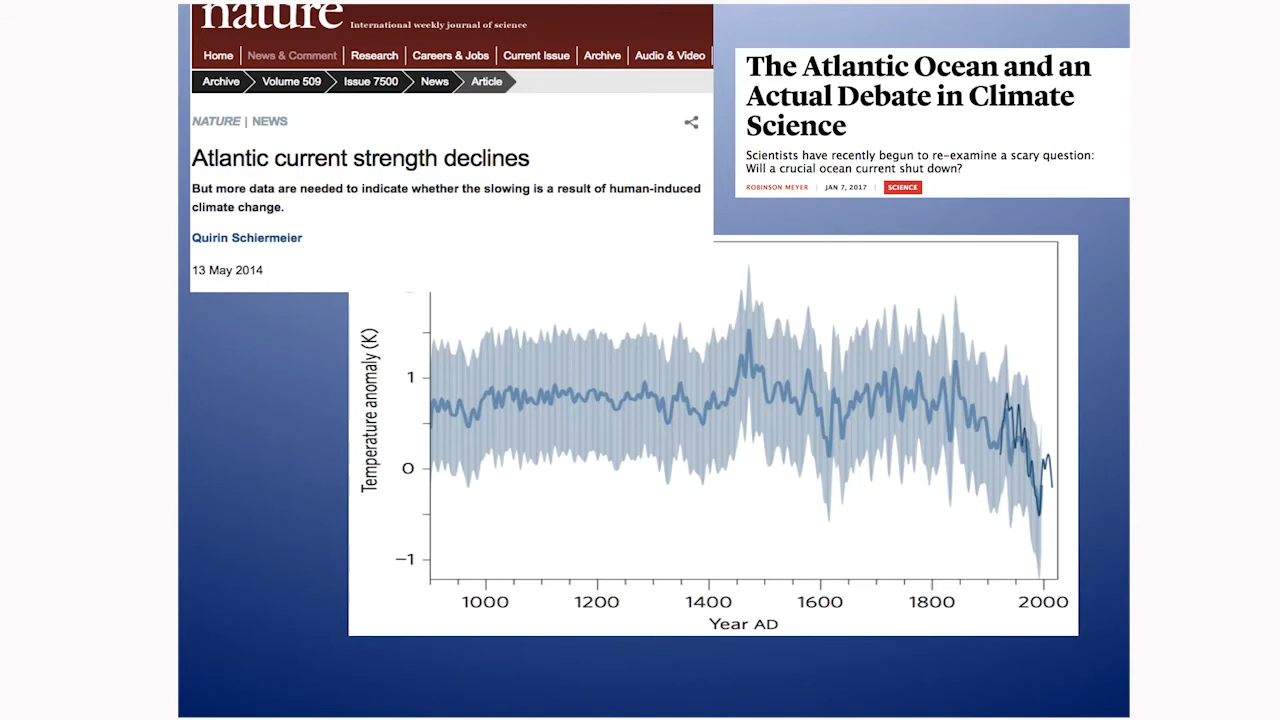 nature International weekly journal of science
Home News & Comment Research Careers & Jobs Current Issue Archive Audio & Video
Archive Volume 509 Issue 7500 News Article
NATURE | NEWS
Atlantic current strength declines
But more data are needed to indicate whether the slowing is a result of human-induced
climate change.
Quirin Schiermeier
13 May 2014
The Atlantic Ocean and an
Actual Debate in Climate
Science
Scientists have recently begun to re-examine a scary question:
Will a crucial ocean current shut down?
ROBINSON MEYER | JAN 7, 2017 | SCIENCE
Temperature anomaly (K)
1
0
−1
1000 1200 1400 1600 1800 2000
Year AD